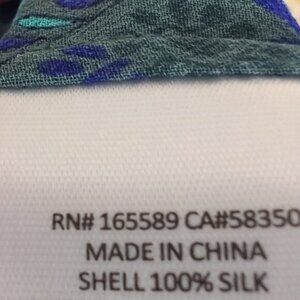 RN# 165589 CA#58350
MADE IN CHINA
SHELL 100% SILK